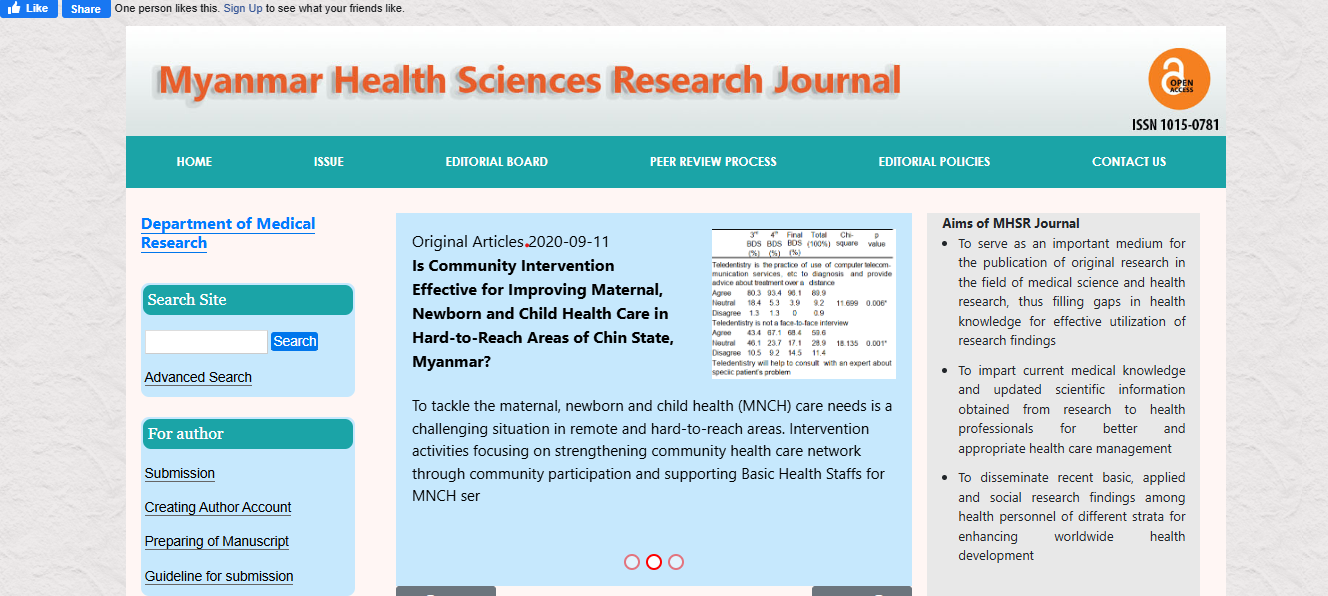 Like Share One person likes this. Sign Up to see what your friends like.
Myanmar Health Sciences Research Journal
OPEN
ACCESS
ISSN 1015-0781
HOME ISSUE EDITORIAL BOARD PEER REVIEW PROCESS EDITORIAL POLICIES CONTACT US
Department of Medical
Research
Search Site
Search
Advanced Search
For author
Submission
Creating Author Account
Preparing of Manuscript
Guideline for submission
Original Articles.2020-09-11
Is Community Intervention
Effective for Improving Maternal,
Newborn and Child Health Care in
Hard-to-Reach Areas of Chin State,
Myanmar?
3rd 4th Final Total Chi- p
BDS BDS BDS (100%) square value
(%) (%) (%)
Teledentistry is the practice of use of computer telecom-
munication services, etc to diagnosis and provide
advice about treatment over a distance
Agree 80.3 93.4 96.1 89.9
Neutral 18.4 5.3 3.9 9.2 11.699 0.006*
Disagree 1.3 1.3 0 0.9
Teledentistry is not a face-to-face interview
Agree 43.4 67.1 68.4 59.6
Neutral 46.1 23.7 17.1 28.9 18.135 0.001*
Disagree 10.5 9.2 14.5 11.4
Teledentistry will help to consult with an expert about
speciic patient's problem
To tackle the maternal, newborn and child health (MNCH) care needs is a
challenging situation in remote and hard-to-reach areas. Intervention
activities focusing on strengthening community health care network
through community participation and supporting Basic Health Staffs for
MNCH ser
Aims of MHSR Journal
To serve as an important medium for
the publication of original research in
the field of medical science and health
research, thus filling gaps in health
knowledge for effective utilization of
research findings
To impart current medical knowledge
and updated scientific information
obtained from research to health
professionals for better and
appropriate health care management
To disseminate recent basic, applied
and social research findings among
health personnel of different strata for
enhancing worldwide health
development